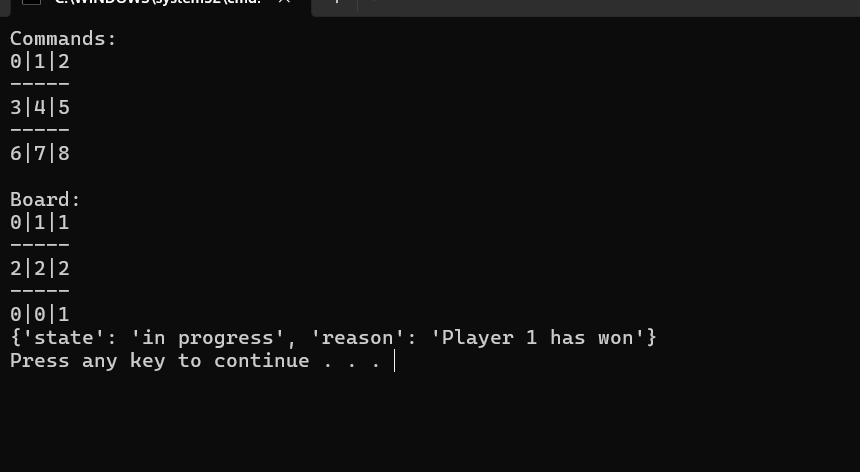 Commands:
0|1|2
-----
3|4|5
-----
6|7|8
Board:
0|1|1
-----
2|2|2
-----
0|0|1
{'state': 'in progress', 'reason': 'Player 1 has won'}
Press any key to continue . . .